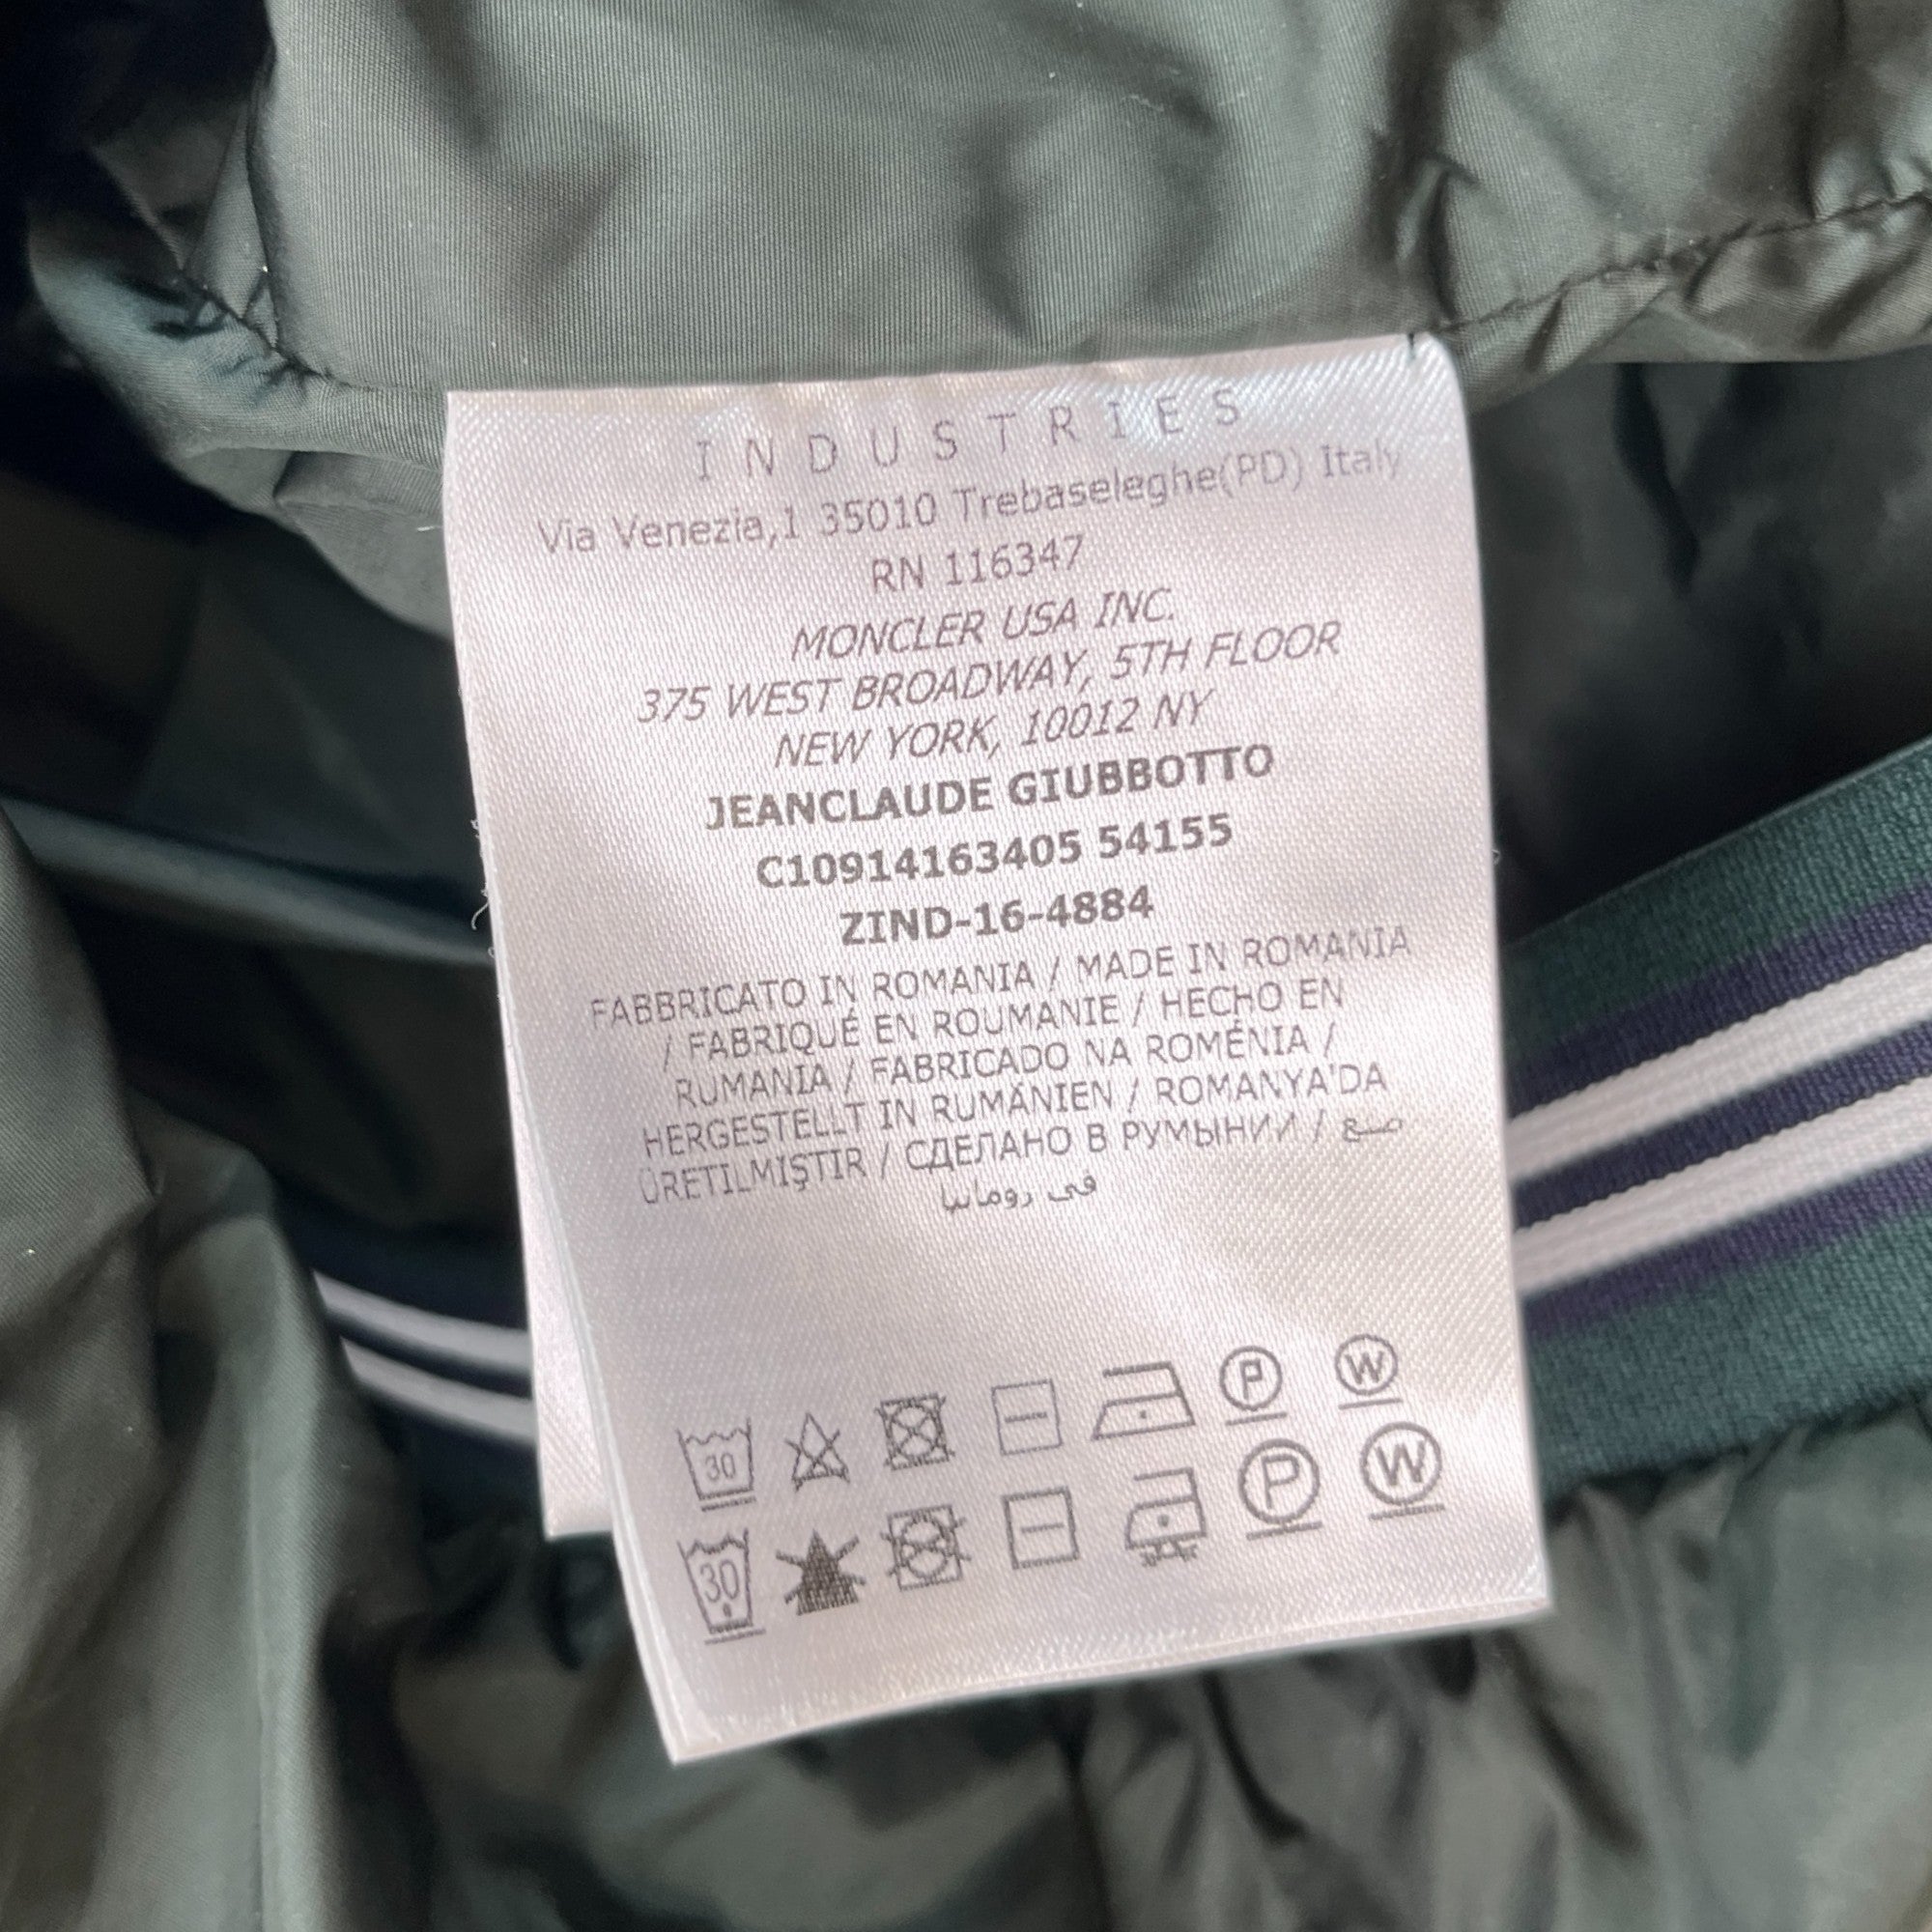 INDUSTRIES
Via Venezia,1 35010 Trebaseleghe(PD) Italy
RN 116347
MONCLER USA INC.
375 WEST BROADWAY, 5TH FLOOR
NEW YORK, 10012 NY
JEANCLAUDE GIUBBOTTO
C10914163405 54155
ZIND-16-4884
FABBRICATO IN ROMANIA / MADE IN ROMANIA
/ FABRIQUÉ EN ROUMANIE / HECHO EN
RUMANIA / FABRICADO NA ROMÉNIA /
HERGESTELLT IN RUMÄNIEN / ROMANYA'DA
ÜRETILMIŞTIR / СДЕЛАНО В РУМЫНИИ / صنع
في رومانيا
30 P W
30 P W